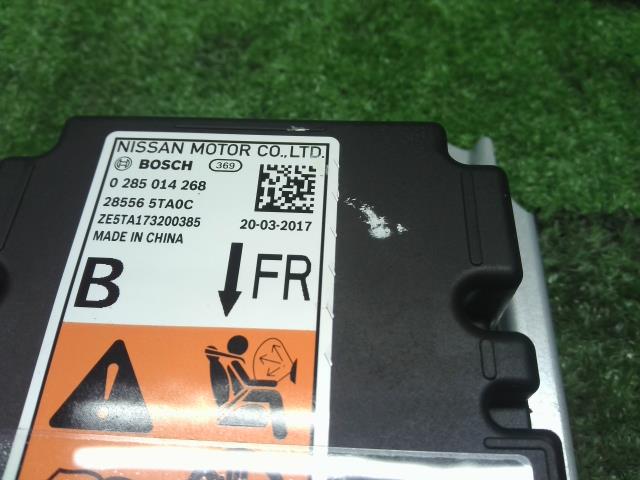 NISSAN MOTOR CO.,LTD.
BOSCH 369
0 285 014 268
28556 5TA0C
ZE5TA173200385 20-03-2017
MADE IN CHINA
B FR